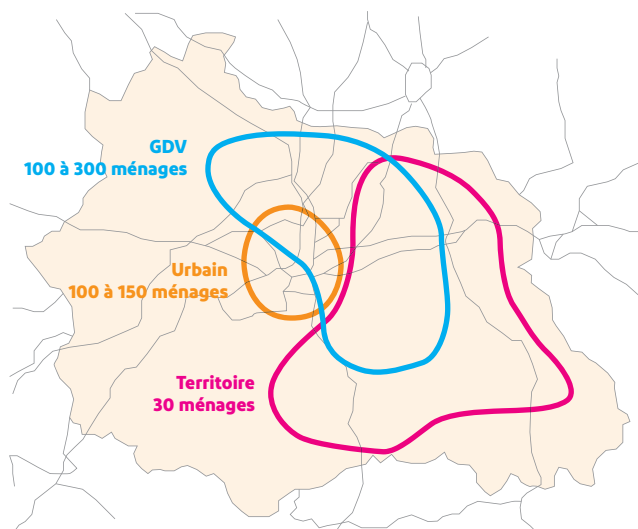 GDV
100 à 300 ménages
Urbain
100 à 150 ménages
Territoire
30 ménages